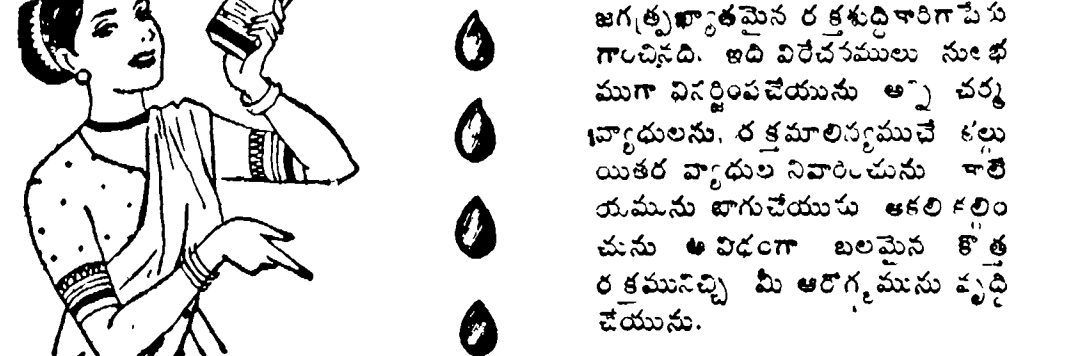 జగత్ప్రఖ్యాతమైన రక్తశుద్ధికారిగా పేరు
గాంచినది. ఇది విరేచనములు సులభ
ముగా విసర్జింపచేయును అన్ని చర్మ
వ్యాధులను, రక్తమాలిన్యముచే కల్గు
యితర వ్యాధుల నివారించును కాలే
యమును బాగుచేయును ఆకలి కల్గిం
చును ఆ విధంగా బలమైన కొత్త
రక్తమునిచ్చి మీ ఆరోగ్యమును వృద్ధి
చేయును.